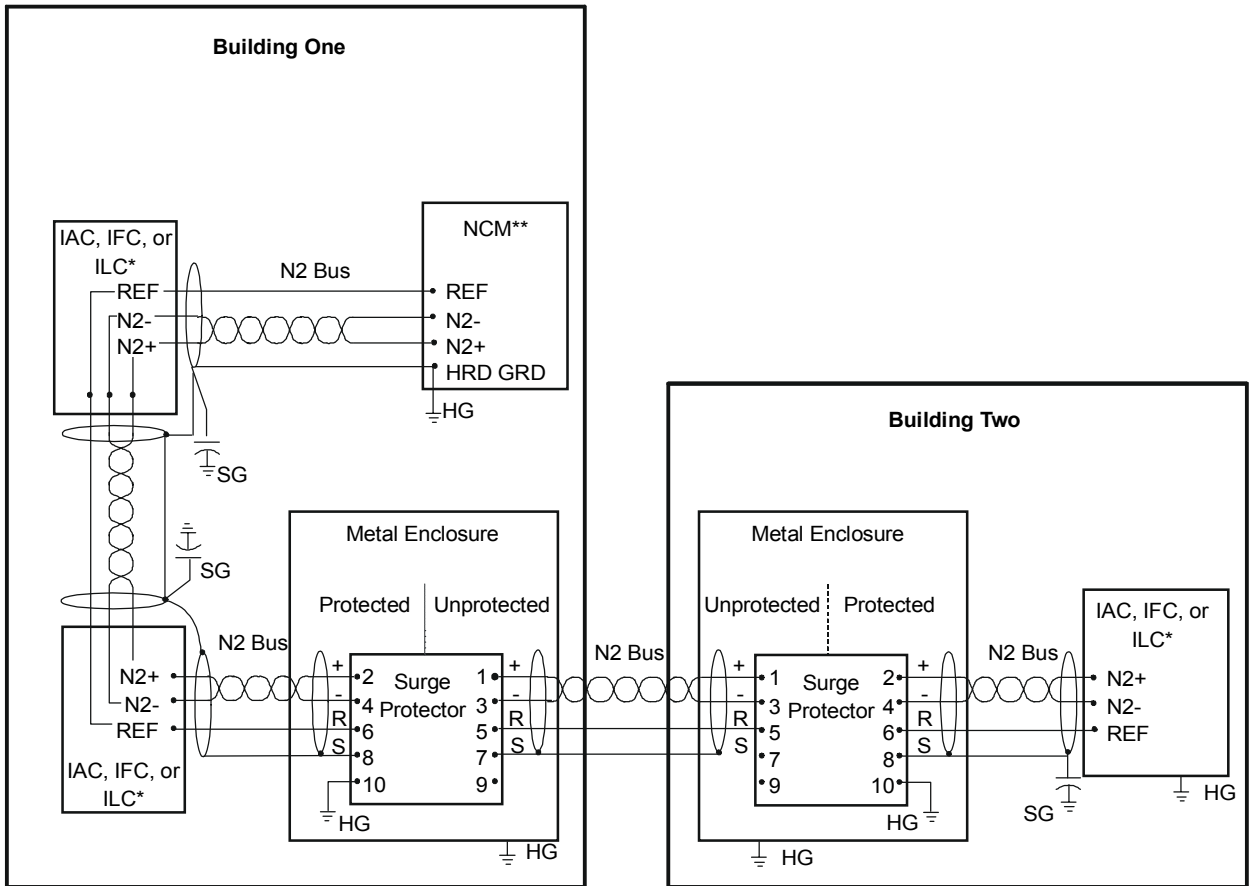 Building One
IAC, IFC, or
ILC*
REF
N2-
N2+
N2 Bus
NCM**
REF
N2-
N2+
HRD GRD
HG
SG
SG
Building Two
Metal Enclosure
Protected
Unprotected
N2 Bus
N2+
N2-
REF
IAC, IFC, or
ILC*
+
-
R
S
2
4
6
8
10
Surge
Protector
1
3
5
7
9
+
-
R
S
HG
HG
N2 Bus
Metal Enclosure
Unprotected
Protected
+
-
R
S
1
3
5
7
9
Surge
Protector
2
4
6
8
10
+
-
R
S
HG
HG
N2 Bus
SG
IAC, IFC, or
ILC*
N2+
N2-
REF
HG